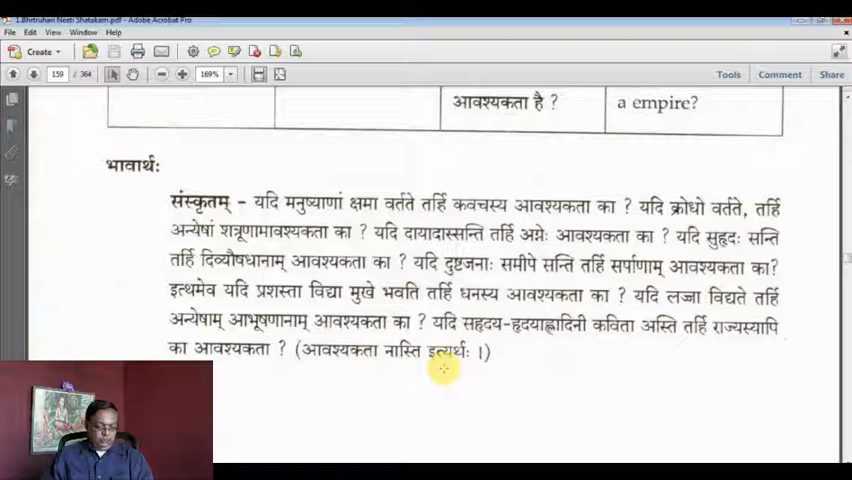 1.Bhitruhari Neeti Shatakam.pdf - Adobe Acrobat Pro
File Edit View Window Help
Create
159 / 364 169% Tools Comment Share
आवश्यकता है ? a empire?
भावार्थः
संस्कृतम् – यदि मनुष्याणां क्षमा वर्तते तर्हि कवचस्य आवश्यकता का ? यदि क्रोधो वर्तते, तर्हि
अन्येषां शत्रूणामावश्यकता का ? यदि दायादास्सन्ति तर्हि अग्नेः आवश्यकता का ? यदि सुहृदः सन्ति
तर्हि दिव्यौषधानाम् आवश्यकता का ? यदि दुष्टजनाः समीपे सन्ति तर्हि सर्पाणाम् आवश्यकता का?
इत्थमेव यदि प्रशस्ता विद्या मुखे भवति तर्हि धनस्य आवश्यकता का ? यदि लज्जा विद्यते तर्हि
अन्येषाम् आभूषणानाम् आवश्यकता का ? यदि सहृदय-हृदयाह्लादिनी कविता अस्ति तर्हि राज्यस्यापि
का आवश्यकता ? (आवश्यकता नास्ति इत्यर्थः ।)